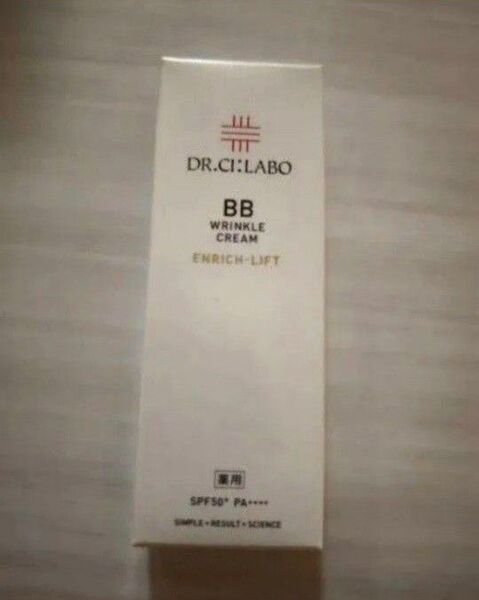 DR.CI:LABO
BB
WRINKLE
CREAM
ENRICH-LIFT
薬用
SPF50+ PA++++
SIMPLE • RESULT • SCIENCE